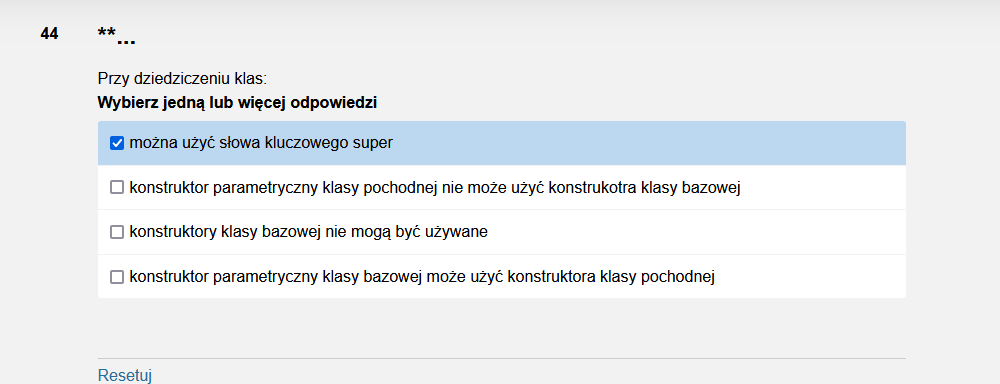 44
**...
Przy dziedziczeniu klas:
Wybierz jedną lub więcej odpowiedzi
można użyć słowa kluczowego super
konstruktor parametryczny klasy pochodnej nie może użyć konstrukotra klasy bazowej
konstruktory klasy bazowej nie mogą być używane
konstruktor parametryczny klasy bazowej może użyć konstruktora klasy pochodnej
Resetuj